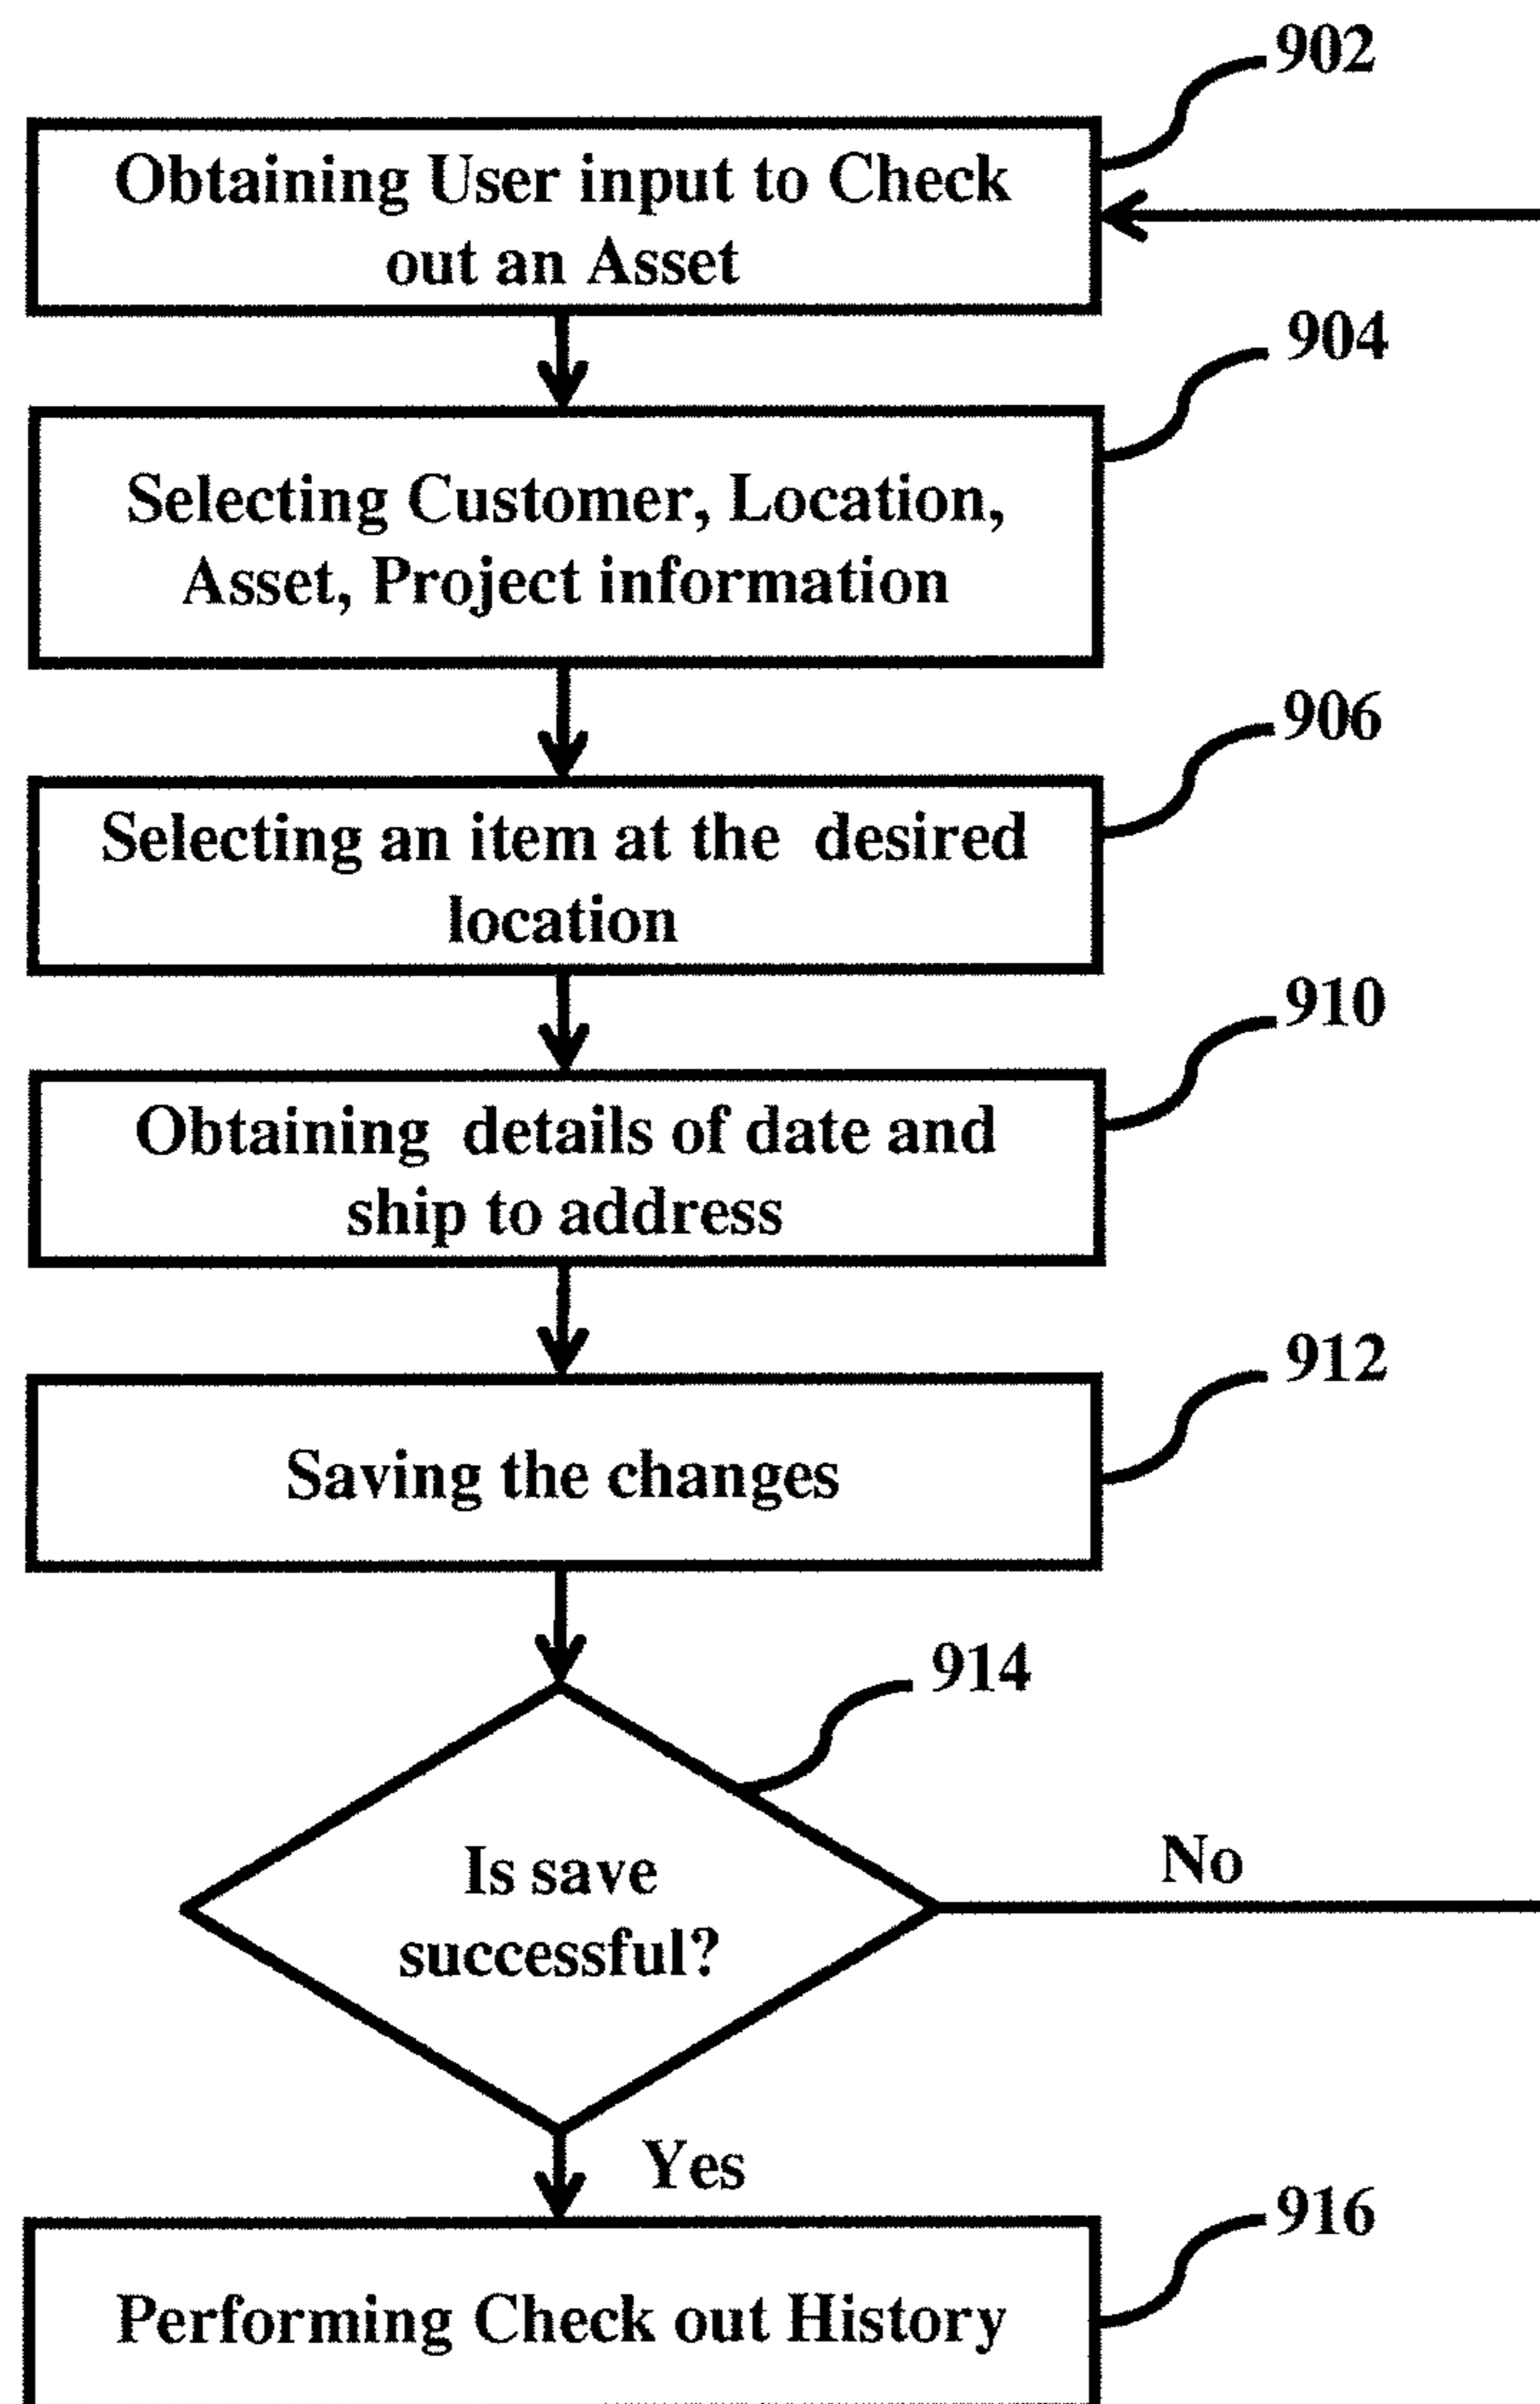 902
Obtaining User input to Check
out an Asset
904
Selecting Customer, Location,
Asset, Project information
906
Selecting an item at the desired
location
910
Obtaining details of date and
ship to address
912
Saving the changes
914
Is save
successful?
No
Yes
916
Performing Check out History